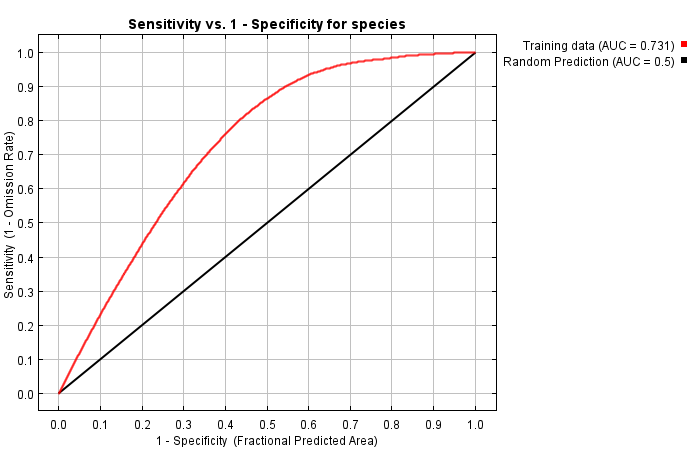 Sensitivity vs. 1 - Specificity for species
Training data (AUC = 0.731)
Random Prediction (AUC = 0.5)
Sensitivity (1 - Omission Rate)
1.0
0.9
0.8
0.7
0.6
0.5
0.4
0.3
0.2
0.1
0.0
0.0 0.1 0.2 0.3 0.4 0.5 0.6 0.7 0.8 0.9 1.0
1 - Specificity (Fractional Predicted Area)